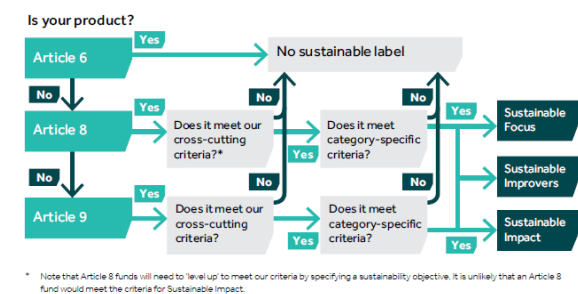 Is your product?
Article 6
Yes
No sustainable label
No
Article 8
Yes
Does it meet our
cross-cutting
criteria?*
No
Yes
Does it meet
category-specific
criteria?
No
Yes
Sustainable
Focus
Sustainable
Improvers
Sustainable
Impact
No
Article 9
Yes
Does it meet our
cross-cutting
criteria?
No
Yes
Does it meet
category-specific
criteria?
No
Yes
* Note that Article 8 funds will need to 'level up' to meet our criteria by specifying a sustainability objective. It is unlikely that an Article 8
fund would meet the criteria for Sustainable Impact.